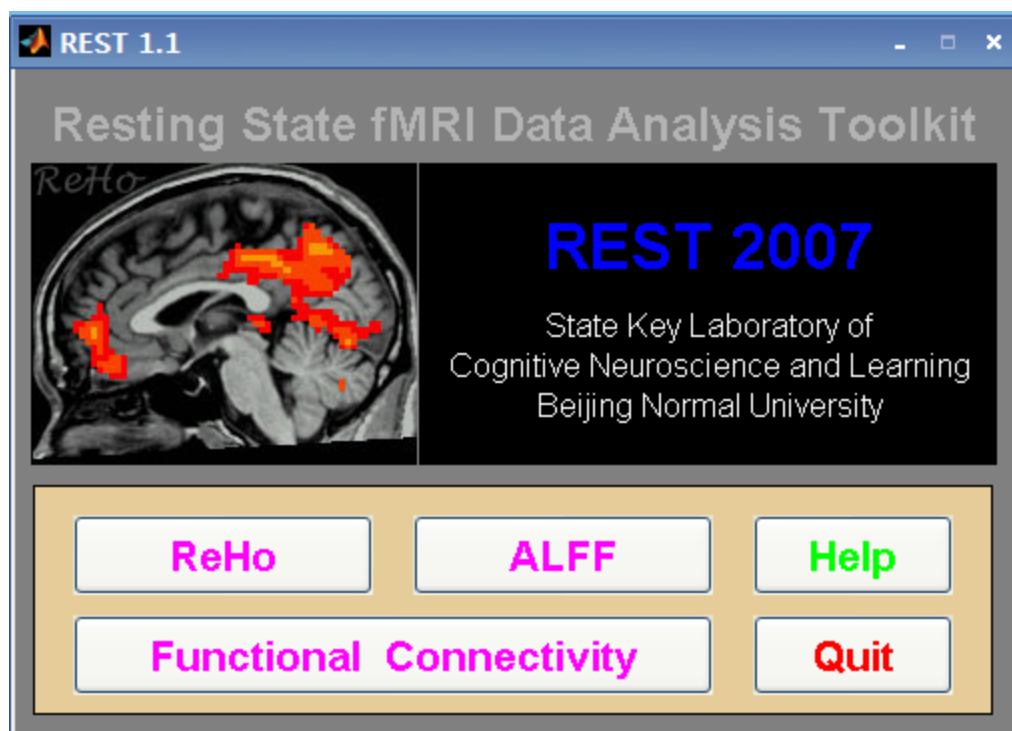 REST 1.1
Resting State fMRI Data Analysis Toolkit
ReHo
REST 2007
State Key Laboratory of
Cognitive Neuroscience and Learning
Beijing Normal University
ReHo
ALFF
Help
Functional Connectivity
Quit